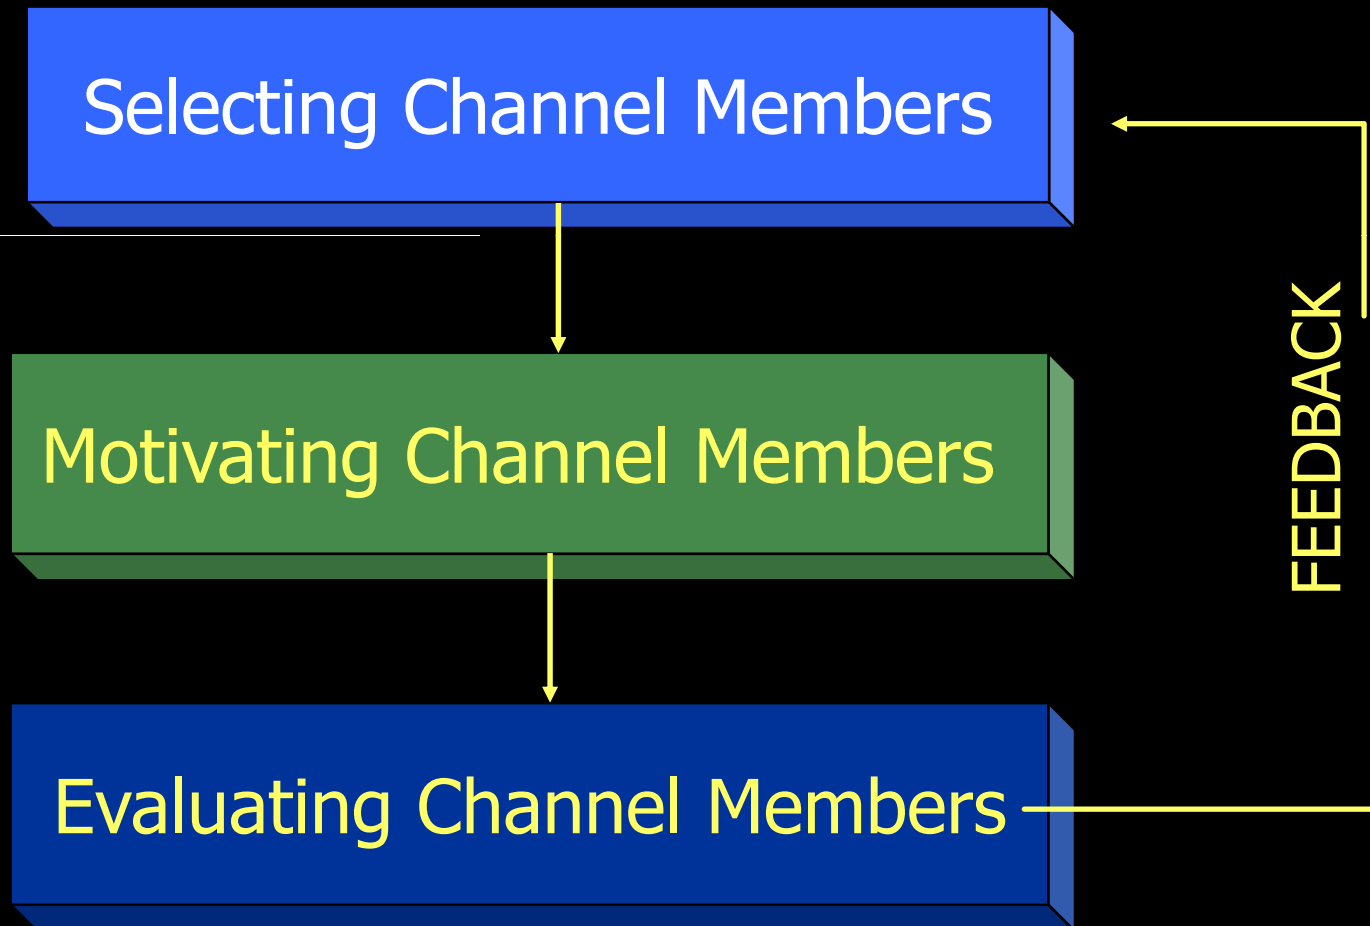 Selecting Channel Members
Motivating Channel Members
FEEDBACK
Evaluating Channel Members